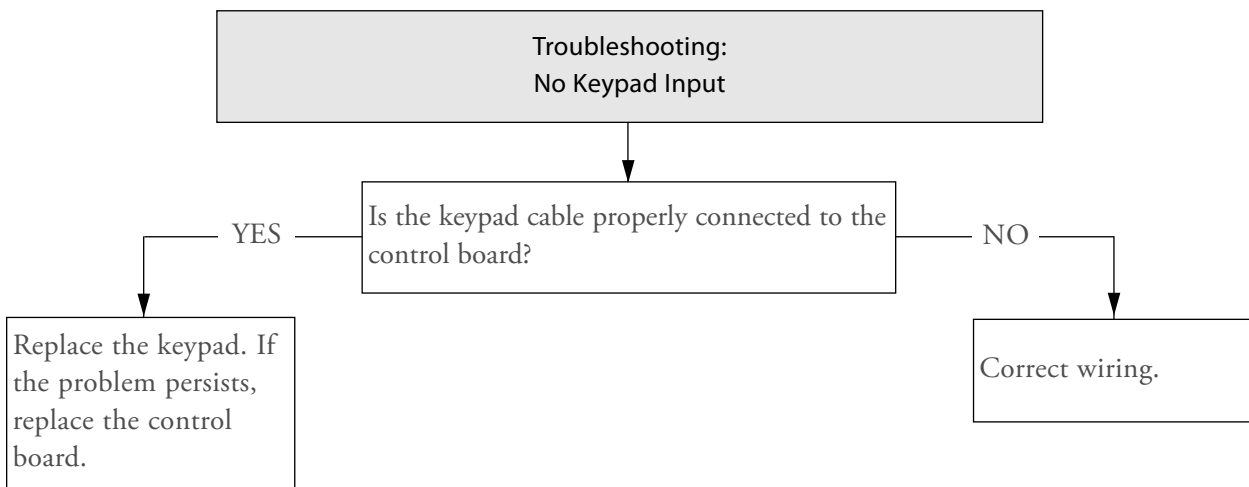 Troubleshooting:
No Keypad Input
Is the keypad cable properly connected to the
control board?
YES
NO
Replace the keypad. If
the problem persists,
replace the control
board.
Correct wiring.